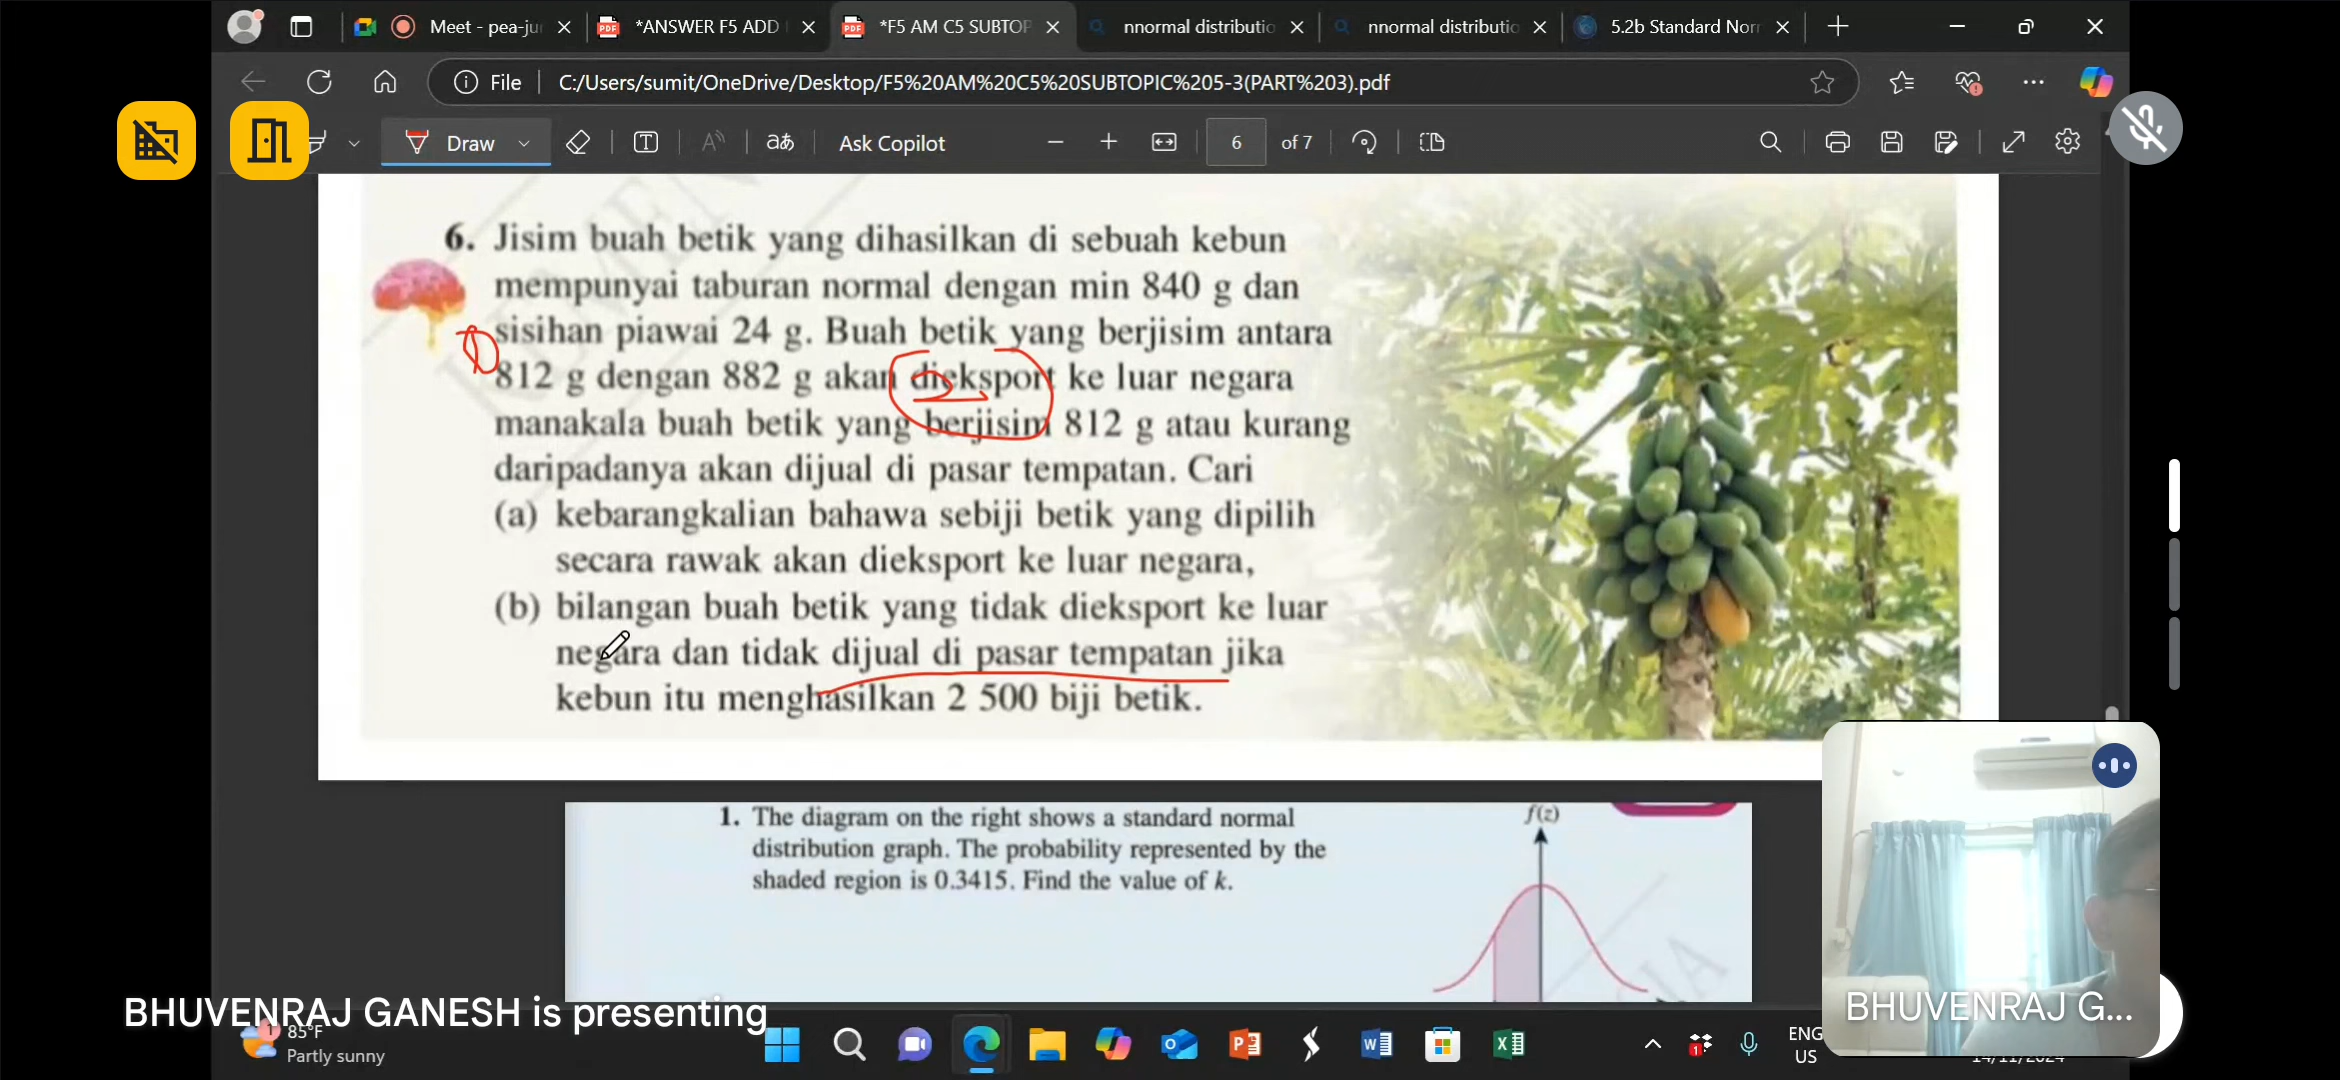 Meet - pea-ju
*ANSWER F5 ADD
*F5 AM C5 SUBTOP
nnormal distributio
nnormal distributio
5.2b Standard Nor
File
C:/Users/sumit/OneDrive/Desktop/F5%20AM%20C5%20SUBTOPIC%205-3(PART%203).pdf
Draw
Ask Copilot
6
of 7
6. Jisim buah betik yang dihasilkan di sebuah kebun
mempunyai taburan normal dengan min 840 g dan
sisihan piawai 24 g. Buah betik yang berjisim antara
812 g dengan 882 g akan dieksport ke luar negara
manakala buah betik yang berjisim 812 g atau kurang
daripadanya akan dijual di pasar tempatan. Cari
(a) kebarangkalian bahawa sebiji betik yang dipilih
secara rawak akan dieksport ke luar negara,
(b) bilangan buah betik yang tidak dieksport ke luar
negara dan tidak dijual di pasar tempatan jika
kebun itu menghasilkan 2 500 biji betik.
1. The diagram on the right shows a standard normal
distribution graph. The probability represented by the
shaded region is 0.3415. Find the value of k.
f(z)
BHUVENRAJ GANESH is presenting
BHUVENRAJ G...
85°F
Partly sunny
ENG
US